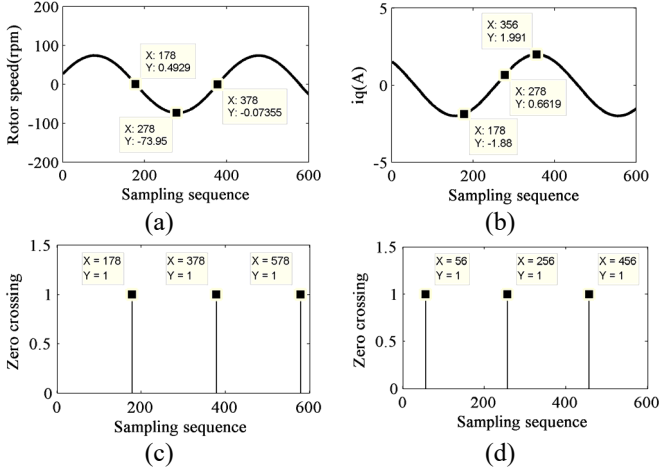 200
100
0
-100
-200
Rotor speed(rpm)
X: 178
Y: 0.4929
X: 378
Y: -0.07355
X: 278
Y: -73.95
0 200 400 600
Sampling sequence
(a)
5
0
-5
iq(A)
X: 356
Y: 1.991
X: 278
Y: 0.6619
X: 178
Y: -1.88
0 200 400 600
Sampling sequence
(b)
1.5
1
0.5
0
Zero crossing
X = 178
Y = 1
X = 378
Y = 1
X = 578
Y = 1
0 200 400 600
Sampling sequence
(c)
1.5
1
0.5
0
Zero crossing
X = 56
Y = 1
X = 256
Y = 1
X = 456
Y = 1
0 200 400 600
Sampling sequence
(d)